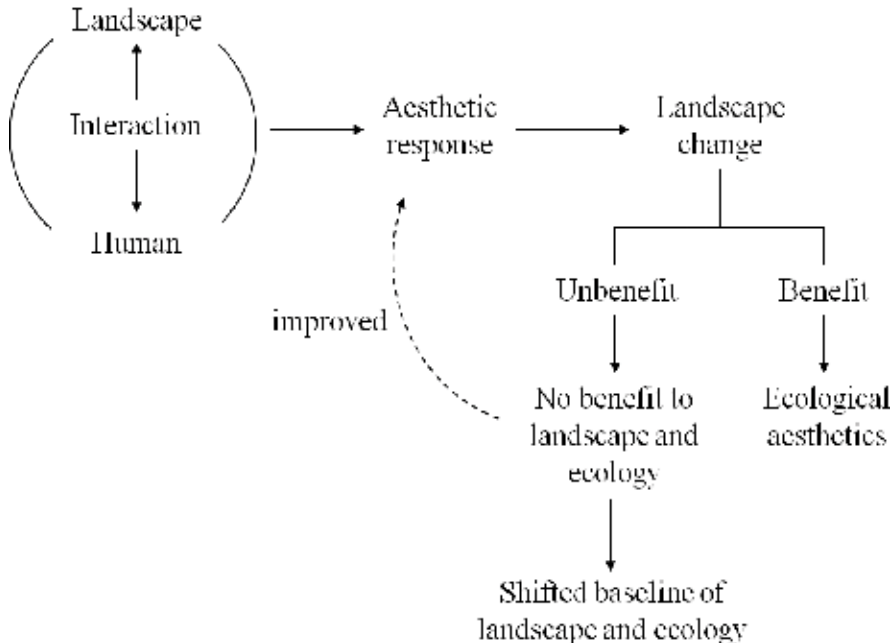 Landscape
Interaction
Human
Aesthetic
response
Landscape
change
Unbenefit
Benefit
improved
No benefit to
landscape and
ecology
Ecological
aesthetics
Shifted baseline of
landscape and ecology